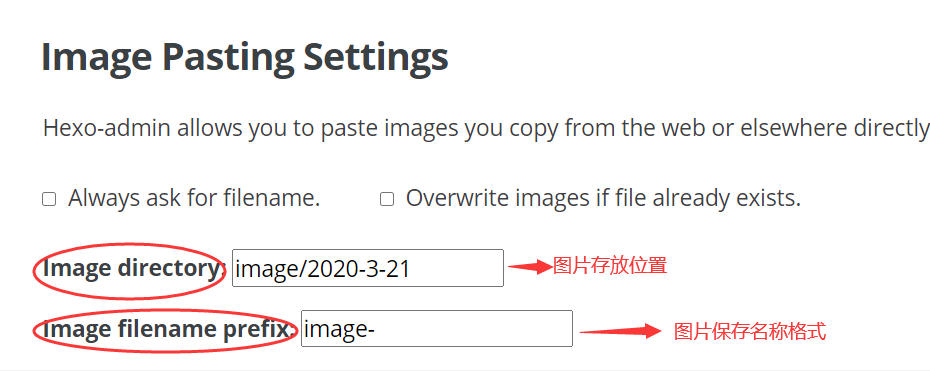 Image Pasting Settings
Hexo-admin allows you to paste images you copy from the web or elsewhere directly
Always ask for filename. Overwrite images if file already exists.
Image directory: image/2020-3-21 图片存放位置
Image filename prefix: image- 图片保存名称格式